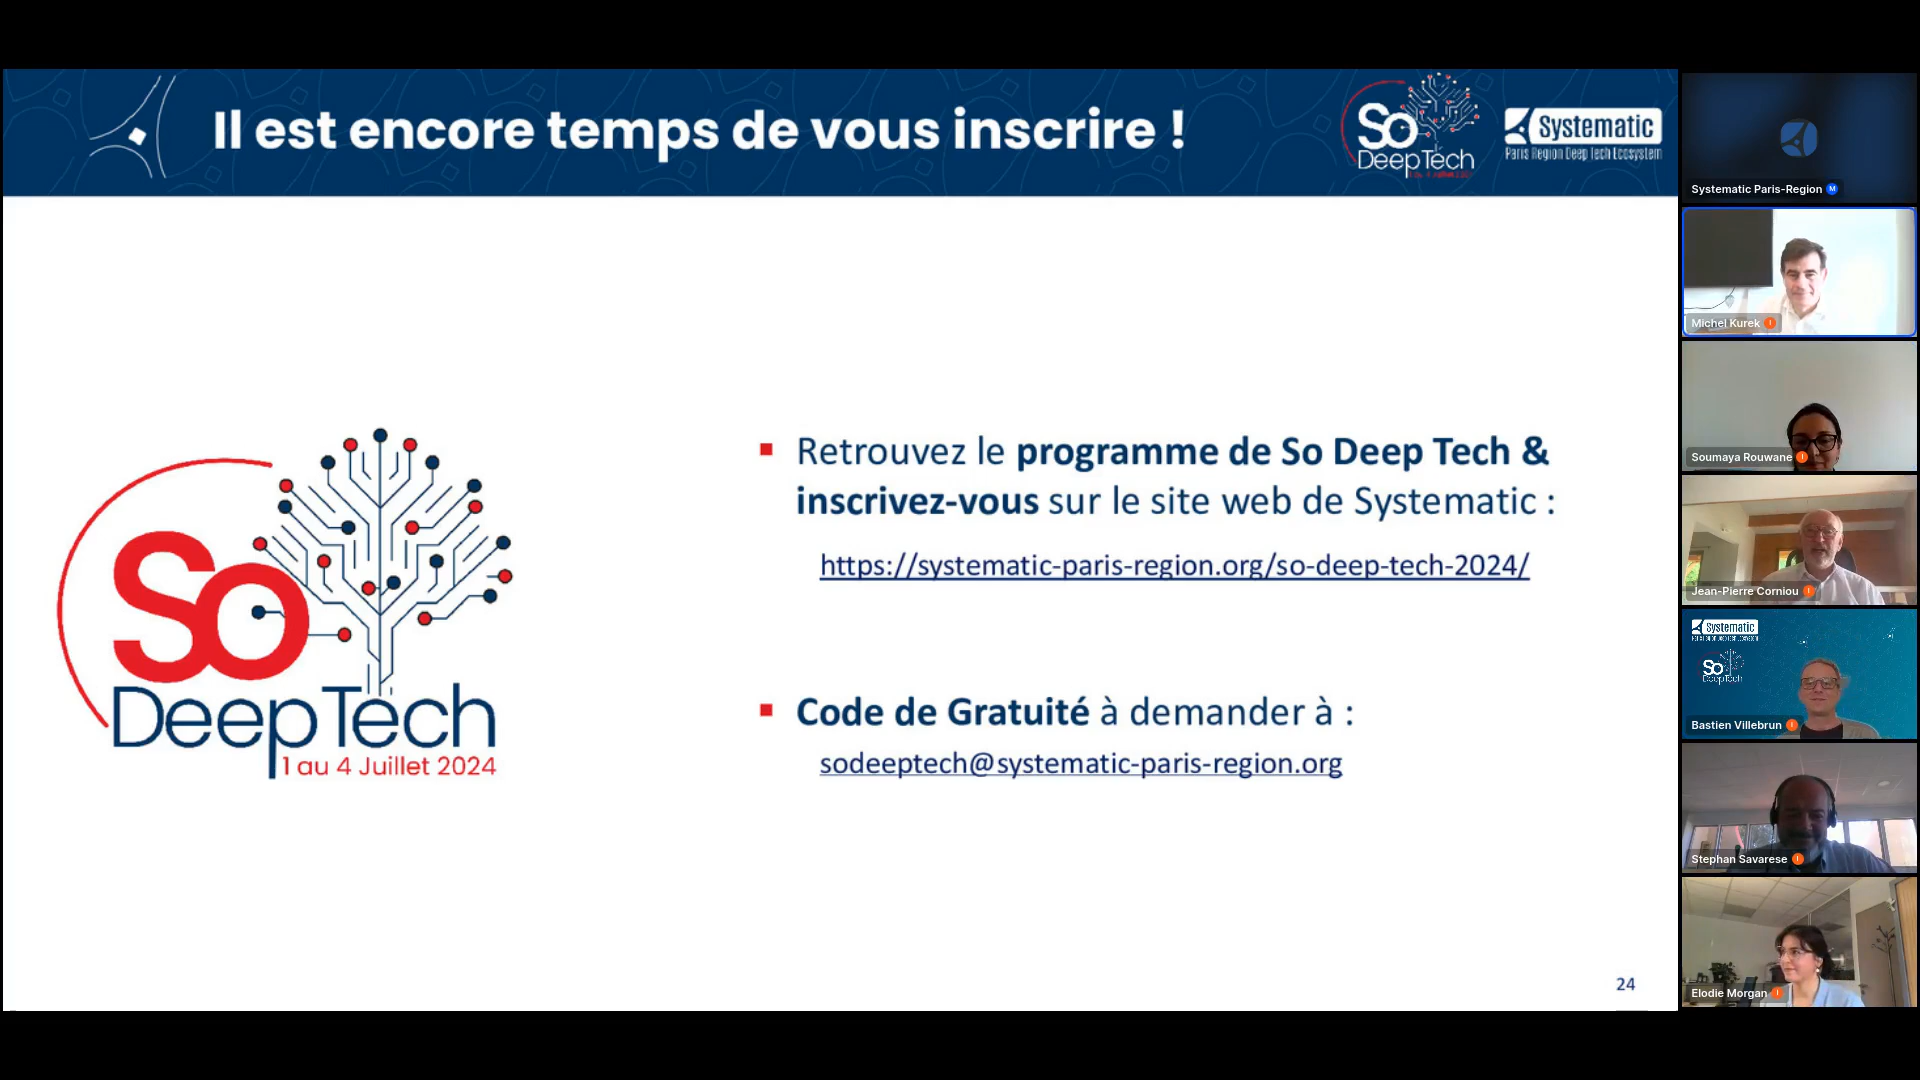 Il est encore temps de vous inscrire !
So
DeepTech
Systematic
Paris Region Deep Tech Ecosystem
So
DeepTech
1 au 4 Juillet 2024
Retrouvez le programme de So Deep Tech &
inscrivez-vous sur le site web de Systematic :
https://systematic-paris-region.org/so-deep-tech-2024/
Code de Gratuité à demander à :
sodeeptech@systematic-paris-region.org
24
Systematic Paris-Region M
Michel Kurek I
Soumaya Rouwane I
Jean-Pierre Corniou I
Systematic
So
DeepTech
Bastien Villebrun I
Stephan Savarese I
Elodie Morgan I